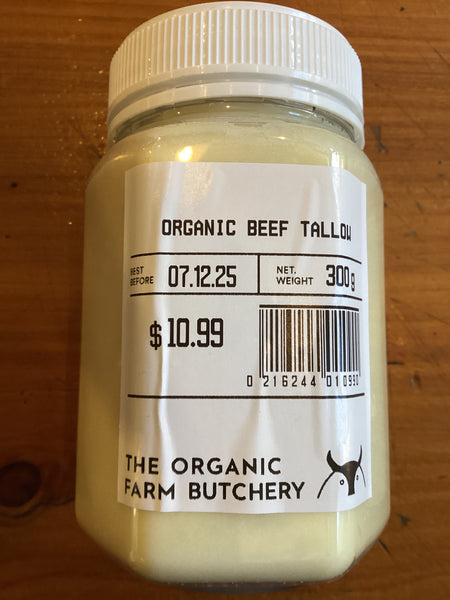 ORGANIC BEEF TALLOW
BEST BEFORE 07.12.25
NET. WEIGHT 300g
$10.99
0 216244 010990
THE ORGANIC
FARM BUTCHERY